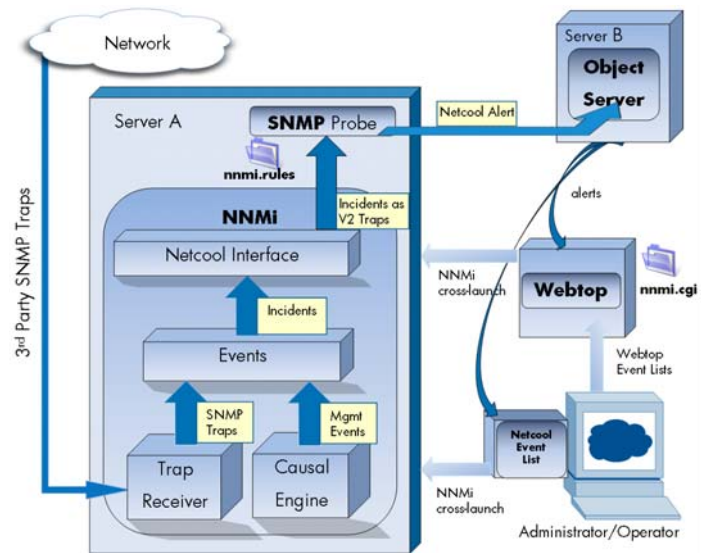 Network
Server B
Object
Server
Server A
SNMP Probe
Netcool Alert
nnmi.rules
NNMi
Incidents as
V2 Traps
alerts
3rd Party SNMP Traps
Netcool Interface
NNMi
cross-launch
Webtop
nnmi.cgi
Incidents
Events
Webtop
Event Lists
SNMP
Traps
Mgmt
Events
Netcool
Event
List
Trap
Receiver
Causal
Engine
NNMi
cross-launch
Administrator/Operator